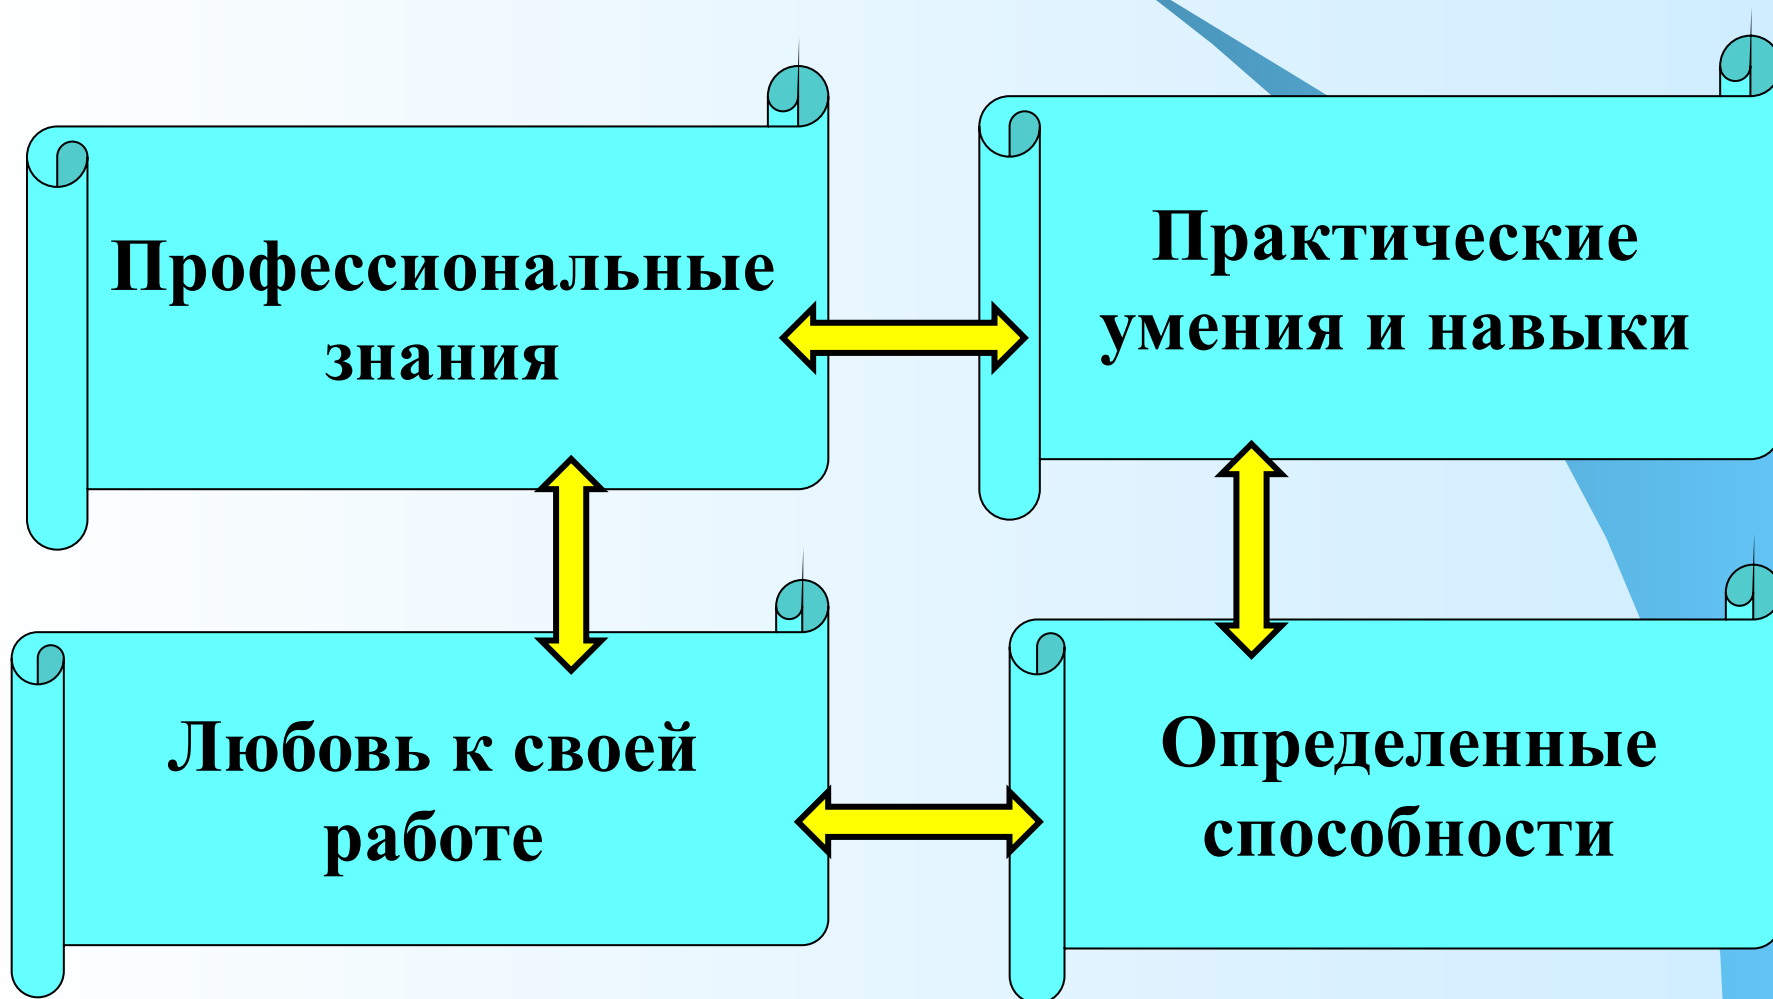 Профессиональные
знания
Практические
умения и навыки
Любовь к своей
работе
Определенные
способности